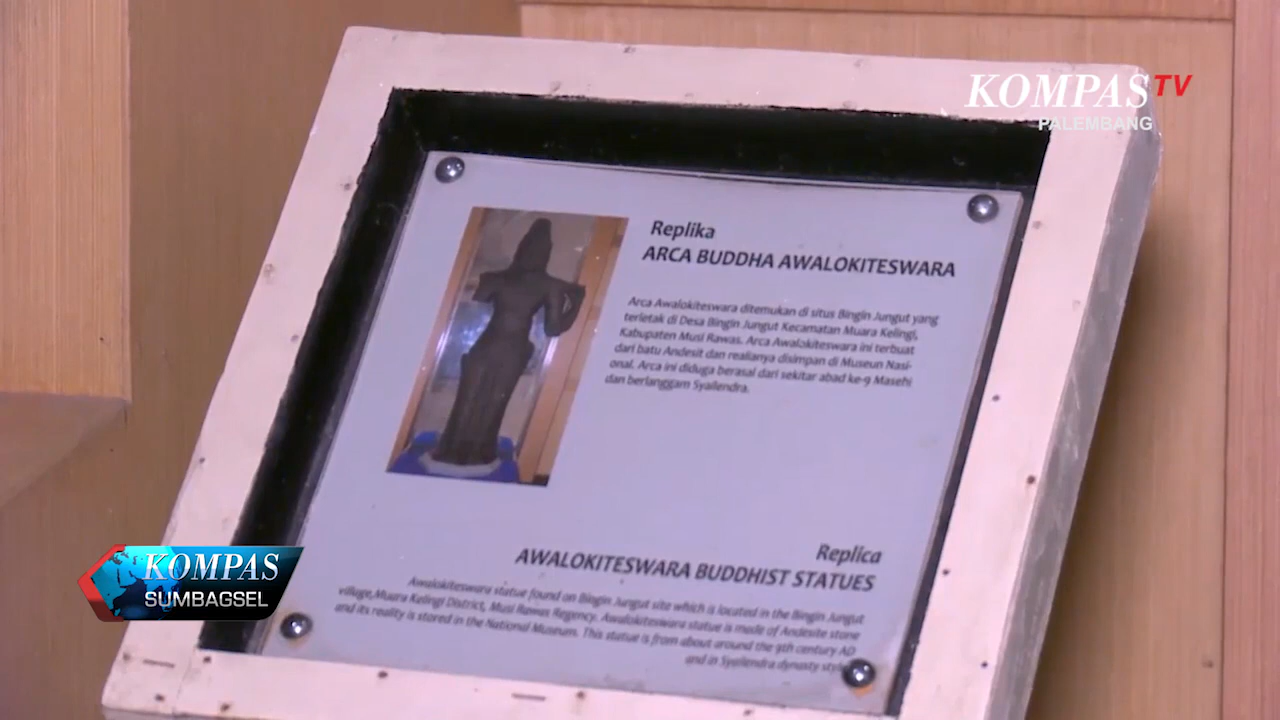 KOMPAS TV
PALEMBANG
Replika
ARCA BUDDHA AWALOKITESWARA
Arca Awalokiteswara ditemukan di situs Bingin Jungut yang
terletak di Desa Bingin Jungut Kecamatan Muara Kelingi,
Kabupaten Musi Rawas. Arca Awalokiteswara ini terbuat
dari batu Andesit dan realianya disimpan di Museun Nasi-
onal. Arca ini diduga berasal dari sekitar abad ke-9 Masehi
dan berlanggam Syailendra.
Replica
AWALOKITESWARA BUDDHIST STATUES
Awalokiteswara statue found on Bingin Jungut site which is located in the Bingin Jungut
village,Muara Kelingi District, Musi Rawas Regency. Awalokiteswara statue is made of Andesite stone
and its reality is stored in the National Museum. This statue is from about around the 9th century AD
and in Syailendra dynasty style.
KOMPAS
SUMBAGSEL